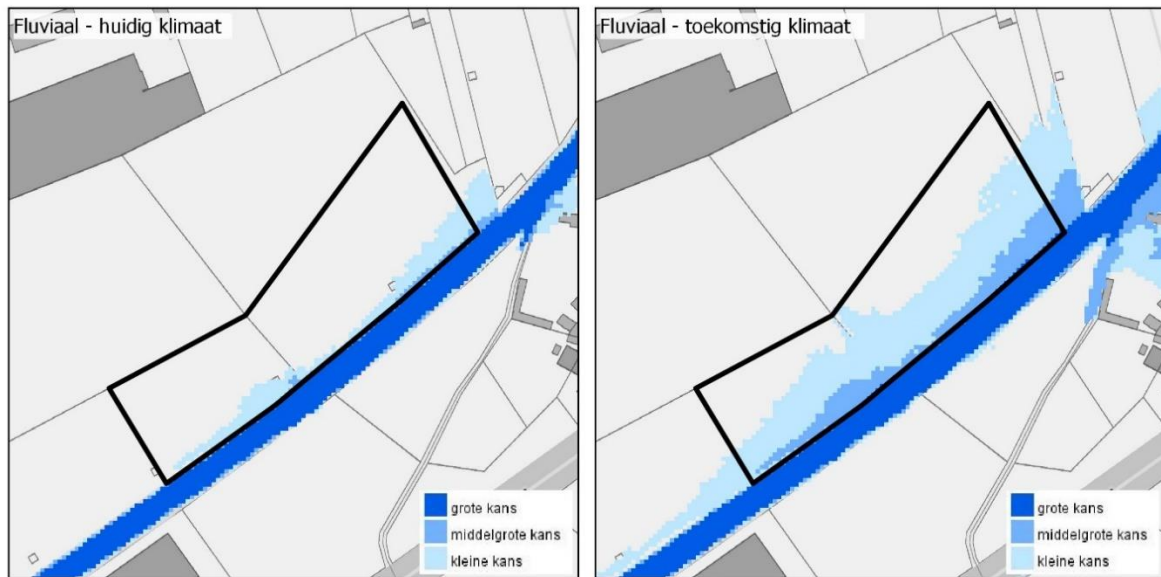 Fluviaal - huidig klimaat
grote kans
middelgrote kans
kleine kans
Fluviaal - toekomstig klimaat
grote kans
middelgrote kans
kleine kans